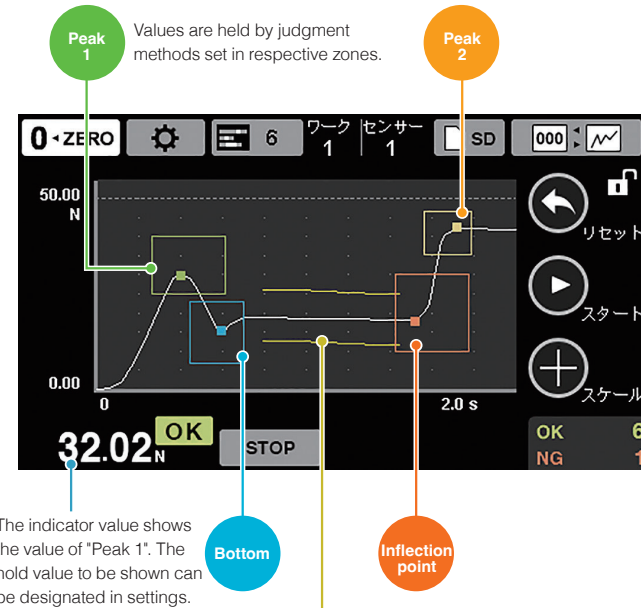 Peak
1
Values are held by judgment
methods set in respective zones.
Peak
2
0 ZERO
6
ワーク
1
センサー
1
SD
000
50.00
N
リセット
スタート
0.00
0
2.0 s
スケール
32.02 N
OK
STOP
OK 6
NG 1
The indicator value shows
the value of "Peak 1". The
hold value to be shown can
be designated in settings.
Bottom
Inflection
point